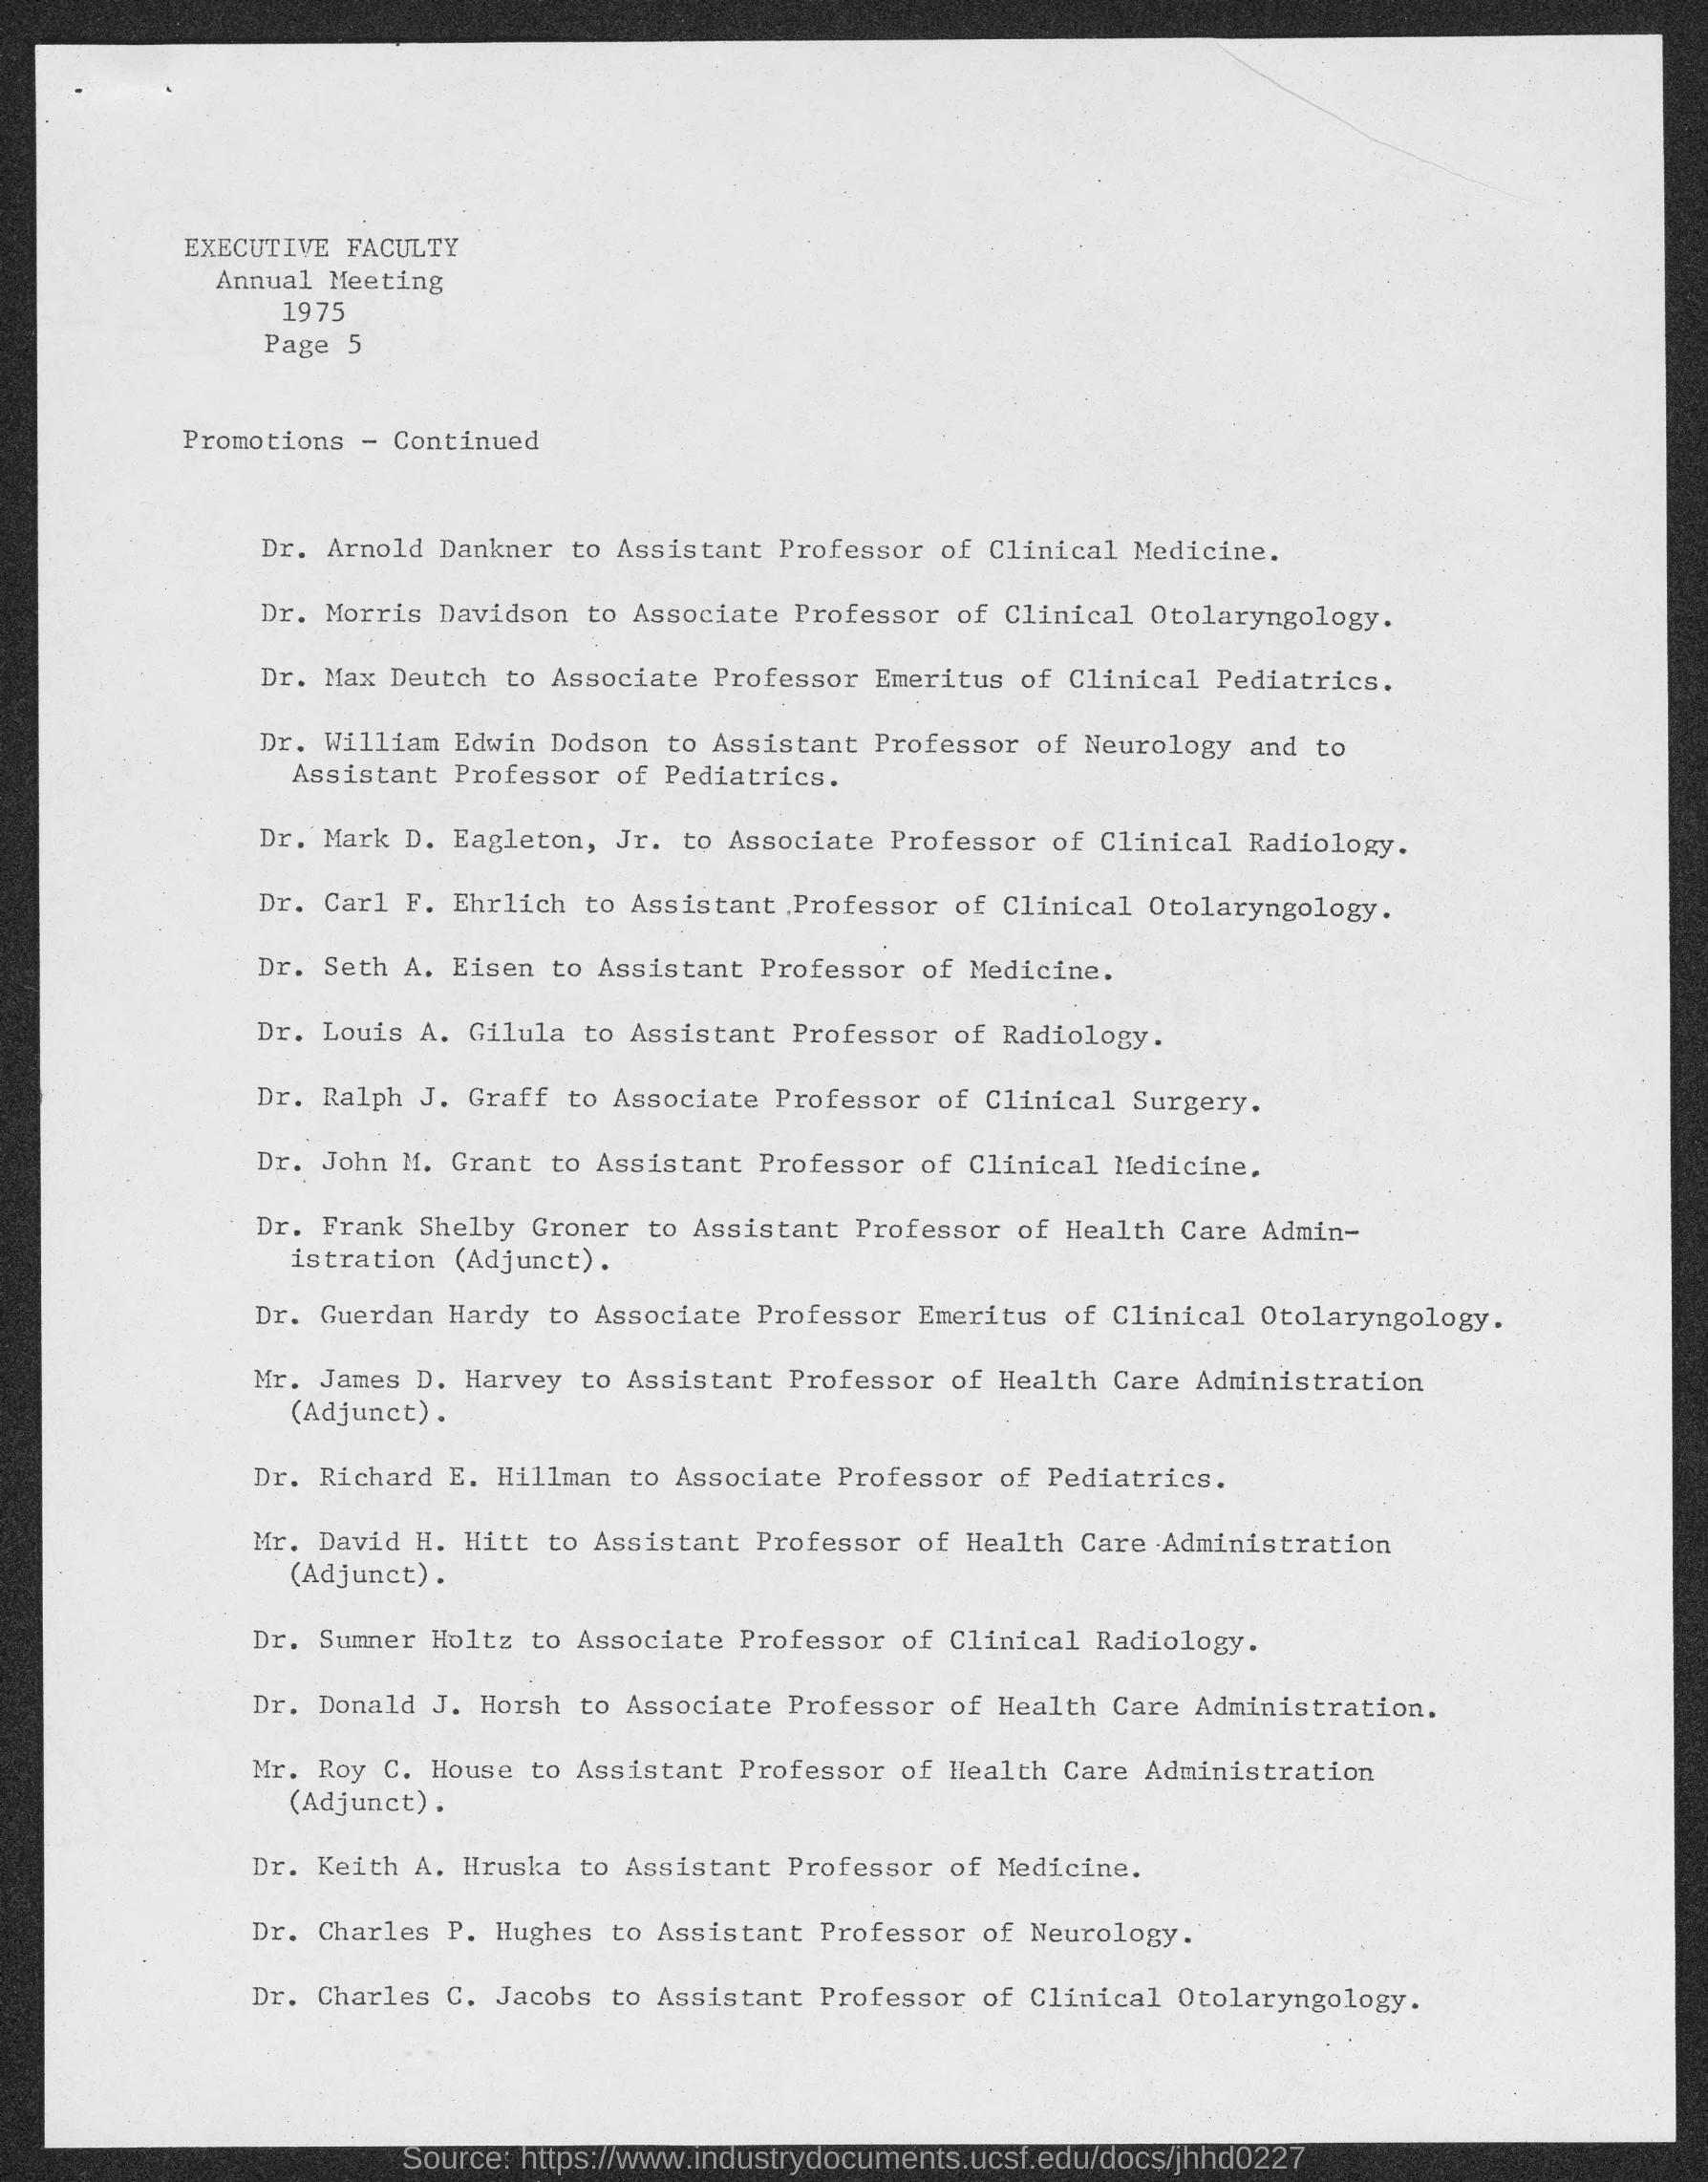 EXECUTIVE FACULTY
Annual Meeting
1975
Page 5
Promotions - Continued
Dr. Arnold Dankner to Assistant Professor of Clinical Medicine.
Dr. Morris Davidson to Associate Professor of Clinical Otolaryngology.
Dr. Max Deutch to Associate Professor Emeritus of Clinical Pediatrics.
Dr. William Edwin Dodson to Assistant Professor of Neurology and to
Assistant Professor of Pediatrics.
Dr. Mark D. Eagleton, Jr. to Associate Professor of Clinical Radiology.
Dr. Carl F. Ehrlich to Assistant Professor of Clinical Otolaryngology.
Dr. Seth A. Eisen to Assistant Professor of Medicine.
Dr. Louis A. Gilula to Assistant Professor of Radiology.
Dr. Ralph J. Graff to Associate Professor of Clinical Surgery.
Dr. John M. Grant to Assistant Professor of Clinical Medicine.
Dr. Frank Shelby Groner to Assistant Professor of Health Care Admin-
istration (Adjunct).
Dr. Guerdan Hardy to Associate Professor Emeritus of Clinical Otolaryngology.
Mr. James D. Harvey to Assistant Professor of Health Care Administration
(Adjunct).
Dr. Richard E. Hillman to Associate Professor of Pediatrics.
Mr. David H. Hitt to Assistant Professor of Health Care Administration
(Adjunct).
Dr. Sumner Holtz to Associate Professor of Clinical Radiology.
Dr. Donald J. Horsh to Associate Professor of Health Care Administration.
Mr. Roy C. House to Assistant Professor of Health Care Administration
(Adjunct).
Dr. Keith A. Hruska to Assistant Professor of Medicine.
Dr. Charles P. Hughes to Assistant Professor of Neurology.
Dr. Charles C. Jacobs to Assistant Professor of Clinical Otolaryngology.
Source: https://www.industrydocuments.ucsf.edu/docs/jhhd0227